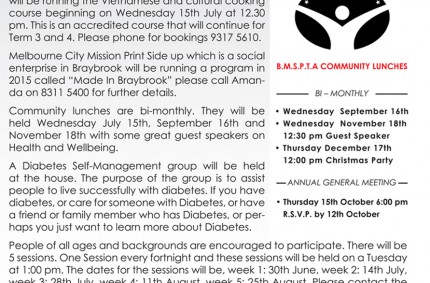 will be running the Vietnamese and cultural cooking
course beginning on Wednesday 15th July at 12.30
pm. This is an accredited course that will continue for
Term 3 and 4. Please phone for bookings 9317 5610.
Melbourne City Mission Print Side up which is a social
enterprise in Braybrook will be running a program in
2015 called “Made In Braybrook” please call Aman-
da on 8311 5400 for further details.
Community lunches are bi-monthly. They will be
held Wednesday July 15th, September 16th and
November 18th with some great guest speakers on
Health and Wellbeing.
A Diabetes Self-Management group will be held
at the house. The purpose of the group is to assist
people to live successfully with diabetes. If you have
diabetes, or care for someone with Diabetes, or have
a friend or family member who has Diabetes, or per-
haps you just want to learn more about Diabetes.
People of all ages and backgrounds are encouraged to participate. There will be
5 sessions. One Session every fortnight and these sessions will be held on a Tuesday
at 1:00 pm. The dates for the sessions will be, week 1: 30th June, week 2: 14th July,
week 3: 28th July, week 4: 11th August, week 5: 25th August. Please contact the
B.M.S.P.T.A COMMUNITY LUNCHES
BI – MONTHLY
• Wednesday September 16th
• Wednesday November 18th
12:30 pm Guest Speaker
• Thursday December 17th
12:00 pm Christmas Party
ANNUAL GENERAL MEETING
• Thursday 15th October 6:00 pm
R.S.V.P. by 12th October